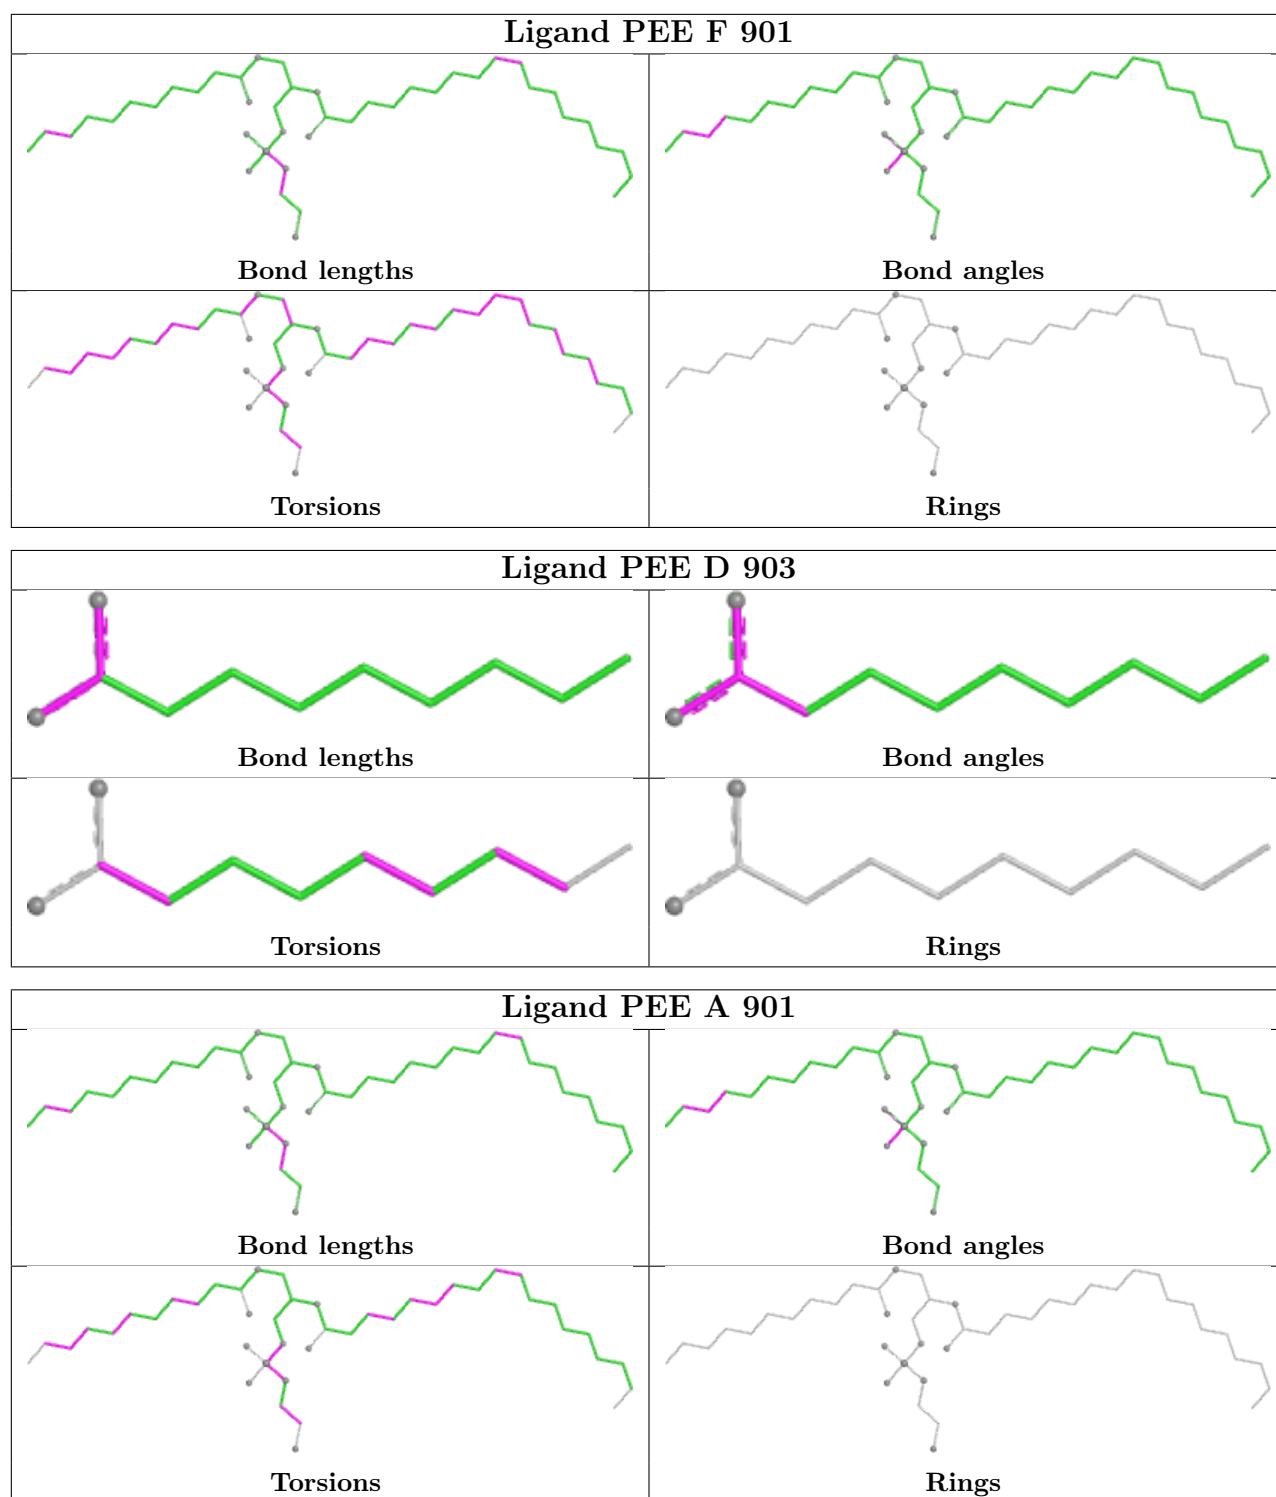 Ligand PEE F 901
Bond lengths
Bond angles
Torsions
Rings
Ligand PEE D 903
Bond lengths
Bond angles
Torsions
Rings
Ligand PEE A 901
Bond lengths
Bond angles
Torsions
Rings